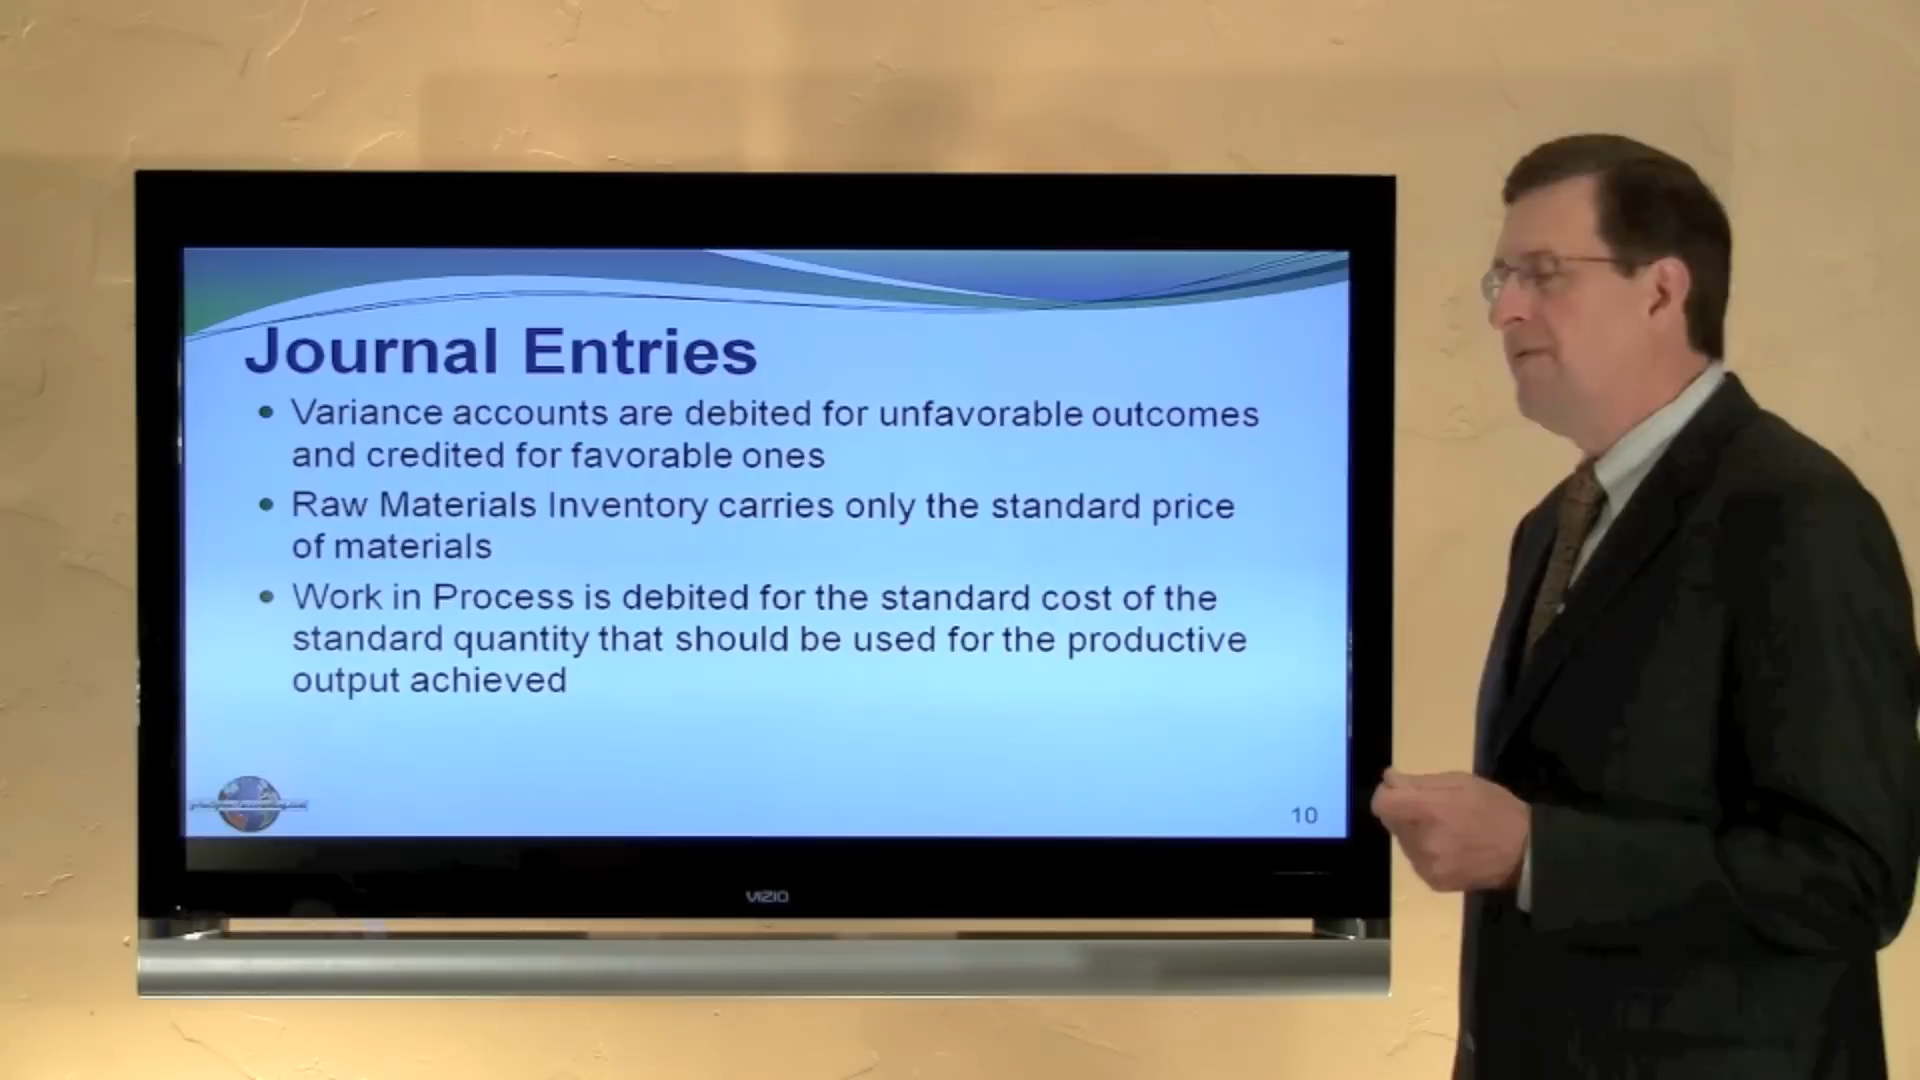 Journal Entries
• Variance accounts are debited for unfavorable outcomes
and credited for favorable ones
• Raw Materials Inventory carries only the standard price
of materials
• Work in Process is debited for the standard cost of the
standard quantity that should be used for the productive
output achieved
principlesofaccounting.com
10
VIZIO